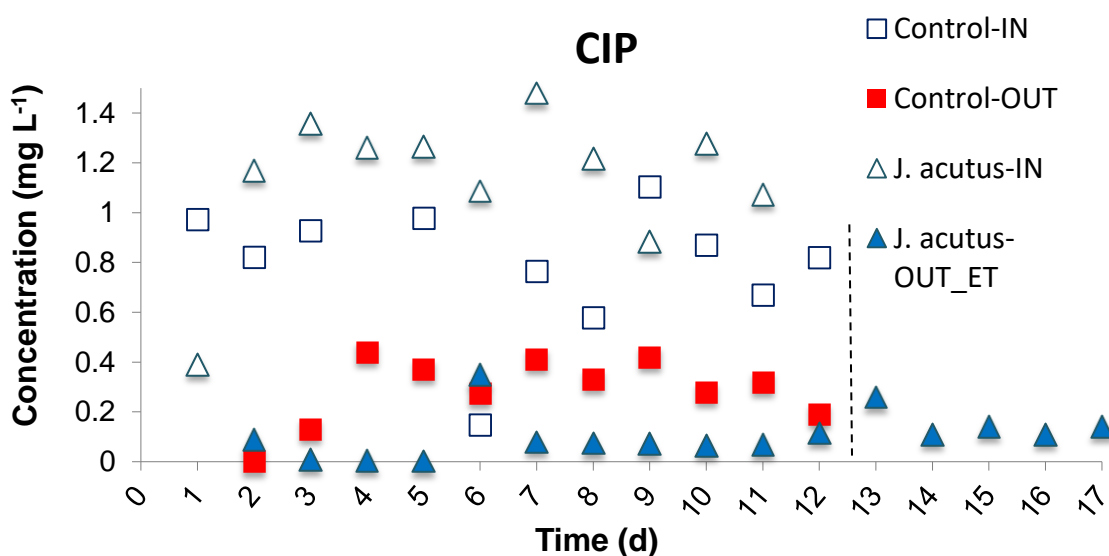 CIP
Control-IN
Control-OUT
J. acutus-IN
J. acutus-
OUT_ET
Concentration (mg L⁻¹)
1.4
1.2
1
0.8
0.6
0.4
0.2
0
0 1 2 3 4 5 6 7 8 9 10 11 12 13 14 15 16 17
Time (d)